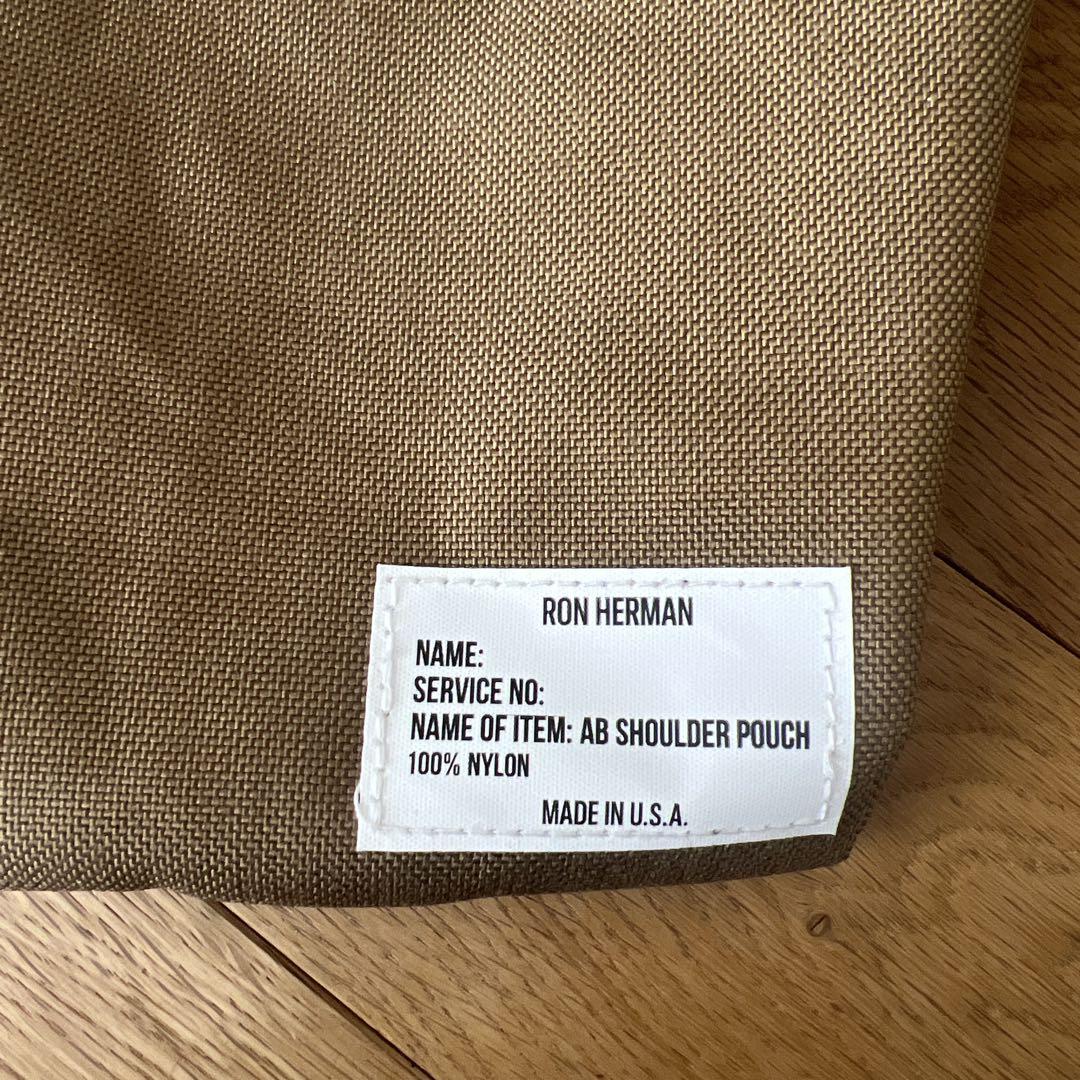 RON HERMAN
NAME:
SERVICE NO:
NAME OF ITEM: AB SHOULDER POUCH
100% NYLON
MADE IN U.S.A.